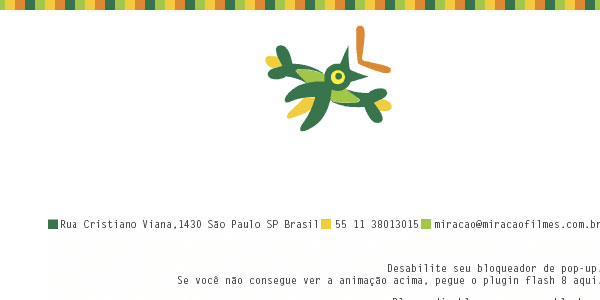 Rua Cristiano Viana,1430 São Paulo SP Brasil 55 11 38013015 miracao@miracaofilmes.com.br
Desabilite seu bloqueador de pop-up.
Se você não consegue ver a animação acima, pegue o plugin flash 8 aqui.